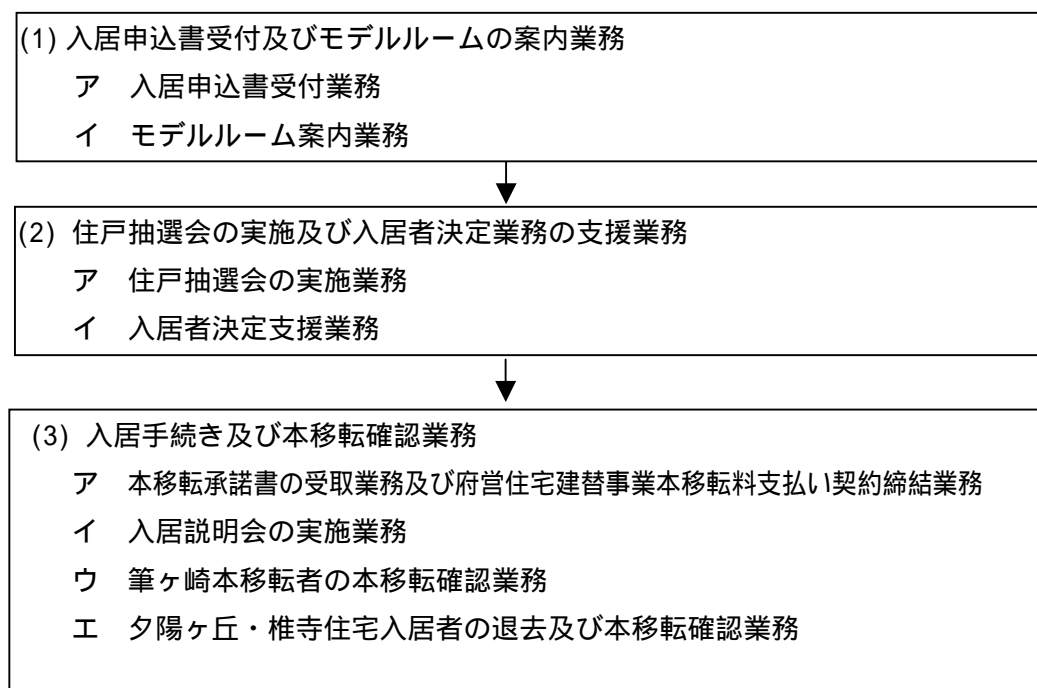 (1) 入居申込書受付及びモデルルームの案内業務
ア 入居申込書受付業務
イ モデルルーム案内業務
(2) 住戸抽選会の実施及び入居者決定業務の支援業務
ア 住戸抽選会の実施業務
イ 入居者決定支援業務
(3) 入居手続き及び本移転確認業務
ア 本移転承諾書の受取業務及び府営住宅建替事業本移転料支払い契約締結業務
イ 入居説明会の実施業務
ウ 筆ヶ崎本移転者の本移転確認業務
エ 夕陽ヶ丘・椎寺住宅入居者の退去及び本移転確認業務